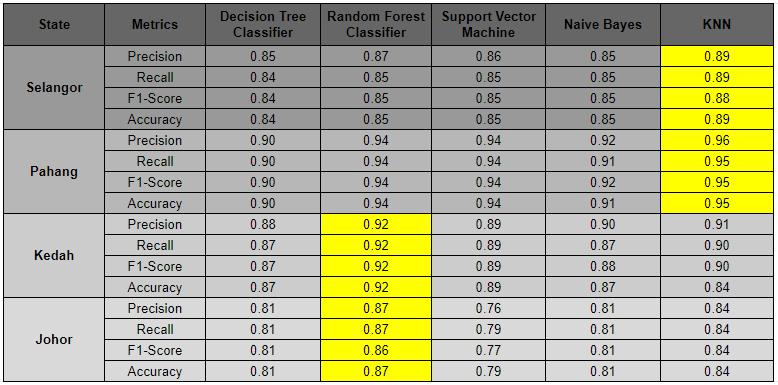 State Metrics Decision Tree Classifier Random Forest Classifier Support Vector Machine Naive Bayes KNN
Selangor Precision 0.85 0.87 0.86 0.85 0.89
Recall 0.84 0.85 0.85 0.85 0.89
F1-Score 0.84 0.85 0.85 0.85 0.88
Accuracy 0.84 0.85 0.85 0.85 0.89
Pahang Precision 0.90 0.94 0.94 0.92 0.96
Recall 0.90 0.94 0.94 0.91 0.95
F1-Score 0.90 0.94 0.94 0.92 0.95
Accuracy 0.90 0.94 0.94 0.91 0.95
Kedah Precision 0.88 0.92 0.89 0.90 0.91
Recall 0.87 0.92 0.89 0.87 0.90
F1-Score 0.87 0.92 0.89 0.88 0.90
Accuracy 0.87 0.92 0.89 0.87 0.84
Johor Precision 0.81 0.87 0.76 0.81 0.84
Recall 0.81 0.87 0.79 0.81 0.84
F1-Score 0.81 0.86 0.77 0.81 0.84
Accuracy 0.81 0.87 0.79 0.81 0.84